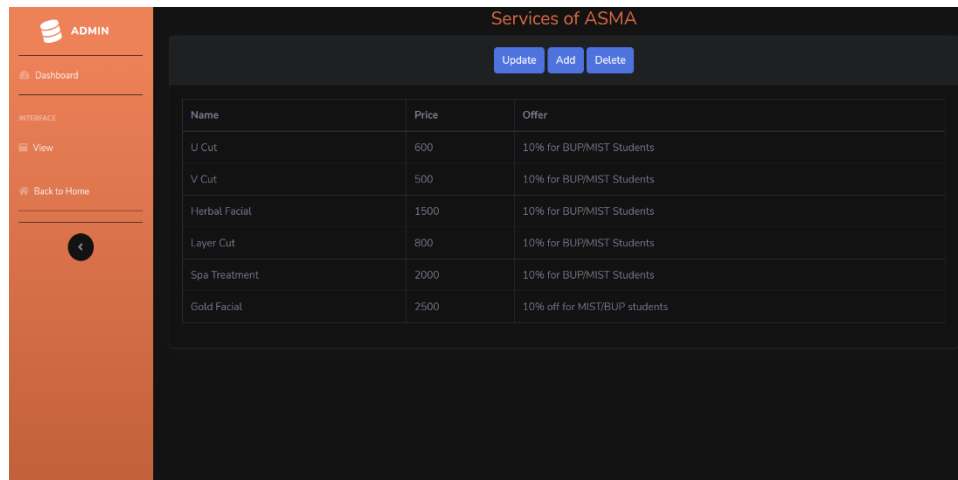 ADMIN
Dashboard
INTERFACE
View
Back to Home
Services of ASMA
Update Add Delete
Name Price Offer
U Cut 600 10% for BUP/MIST Students
V Cut 500 10% for BUP/MIST Students
Herbal Facial 1500 10% for BUP/MIST Students
Layer Cut 800 10% for BUP/MIST Students
Spa Treatment 2000 10% for BUP/MIST Students
Gold Facial 2500 10% off for MIST/BUP students